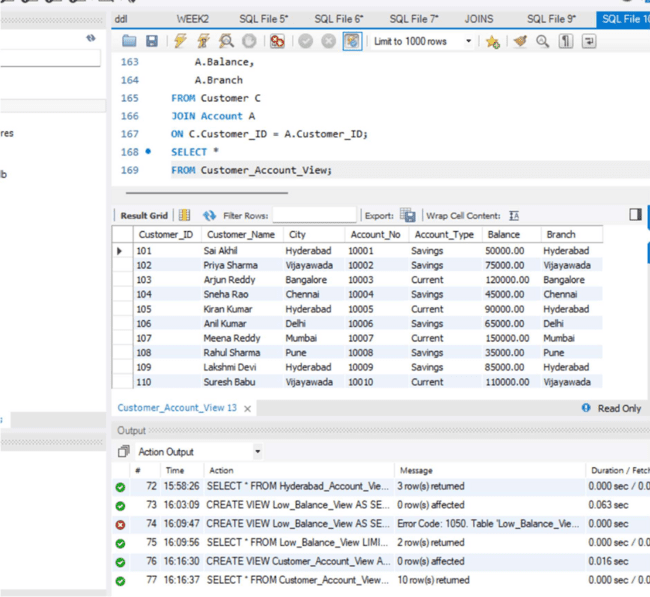 ddl WEEK2 SQL File 5* SQL File 6* SQL File 7* JOINS SQL File 9* SQL File 10
Limit to 1000 rows
163 A.Balance,
164 A.Branch
165 FROM Customer C
166 JOIN Account A
167 ON C.Customer_ID = A.Customer_ID;
168 SELECT *
169 FROM Customer_Account_View;
Result Grid Filter Rows: Export: Wrap Cell Content: IA
Customer_ID Customer_Name City Account_No Account_Type Balance Branch
101 Sai Akhil Hyderabad 10001 Savings 50000.00 Hyderabad
102 Priya Sharma Vijayawada 10002 Savings 75000.00 Vijayawada
103 Arjun Reddy Bangalore 10003 Current 120000.00 Bangalore
104 Sneha Rao Chennai 10004 Savings 45000.00 Chennai
105 Kiran Kumar Hyderabad 10005 Current 90000.00 Hyderabad
106 Anil Kumar Delhi 10006 Savings 65000.00 Delhi
107 Meena Reddy Mumbai 10007 Current 150000.00 Mumbai
108 Rahul Sharma Pune 10008 Savings 35000.00 Pune
109 Lakshmi Devi Hyderabad 10009 Savings 85000.00 Hyderabad
110 Suresh Babu Vijayawada 10010 Current 110000.00 Vijayawada
Customer_Account_View 13 Read Only
Output
Action Output
# Time Action Message Duration / Fetc
72 15:58:26 SELECT * FROM Hyderabad_Account_Vie... 3 row(s) returned 0.000 sec / 0.0
73 16:03:09 CREATE VIEW Low_Balance_View AS SE... 0 row(s) affected 0.063 sec
74 16:09:47 CREATE VIEW Low_Balance_View AS SE... Error Code: 1050. Table 'Low_Balance_Vie... 0.000 sec
75 16:09:56 SELECT * FROM Low_Balance_View LIMI... 2 row(s) returned 0.000 sec / 0.0
76 16:16:30 CREATE VIEW Customer_Account_View A... 0 row(s) affected 0.016 sec
77 16:16:37 SELECT * FROM Customer_Account_View... 10 row(s) returned 0.000 sec / 0.0
res
lb